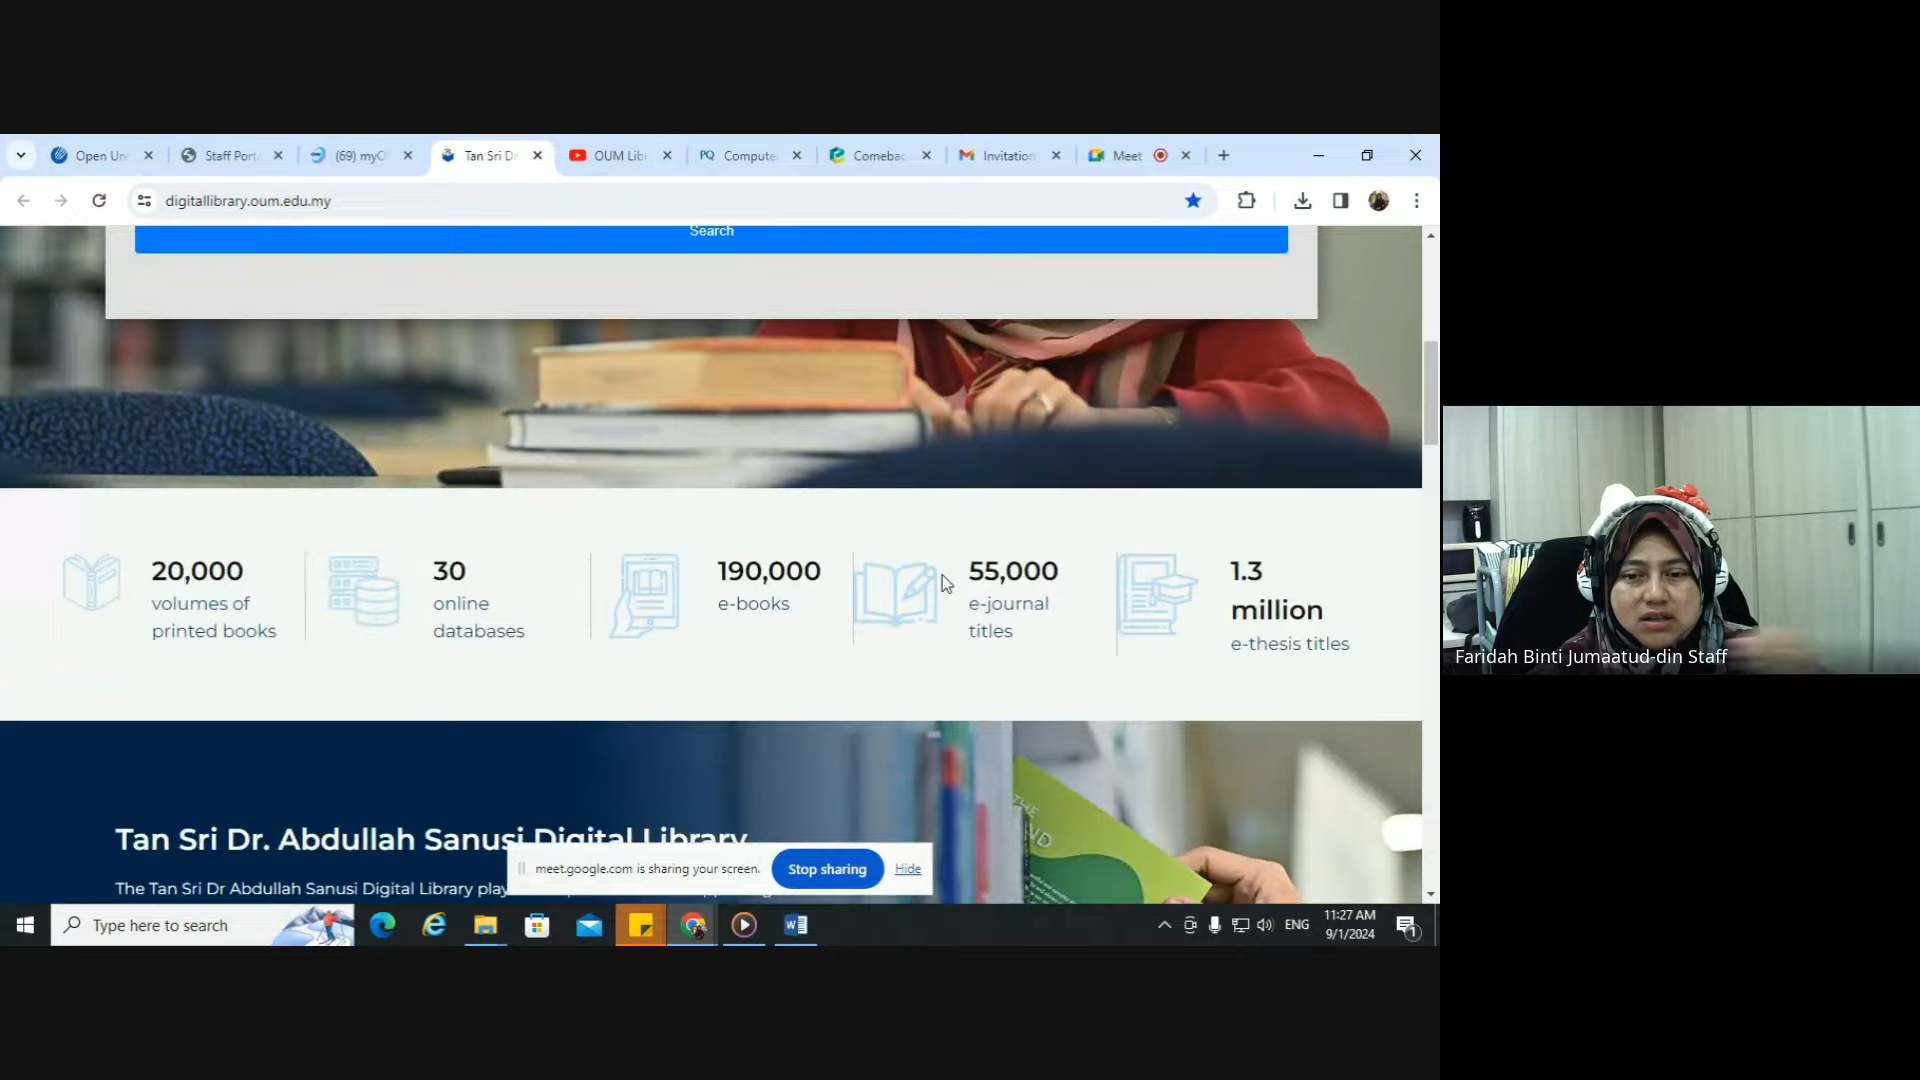 Open Un
Staff Port
(69) myO
Tan Sri Dr
OUM Lib
PQ
Compute
Comebac
Invitation
Meet
digitallibrary.oum.edu.my
Search
20,000
volumes of
printed books
30
online
databases
190,000
e-books
55,000
e-journal
titles
1.3
million
e-thesis titles
Faridah Binti Jumaatud-din Staff
THE
Tan Sri Dr. Abdullah Sanusi Digital Library
meet.google.com is sharing your screen.
Stop sharing
Hide
The Tan Sri Dr Abdullah Sanusi Digital Library play
Type here to search
ENG
11:27 AM
9/1/2024
1